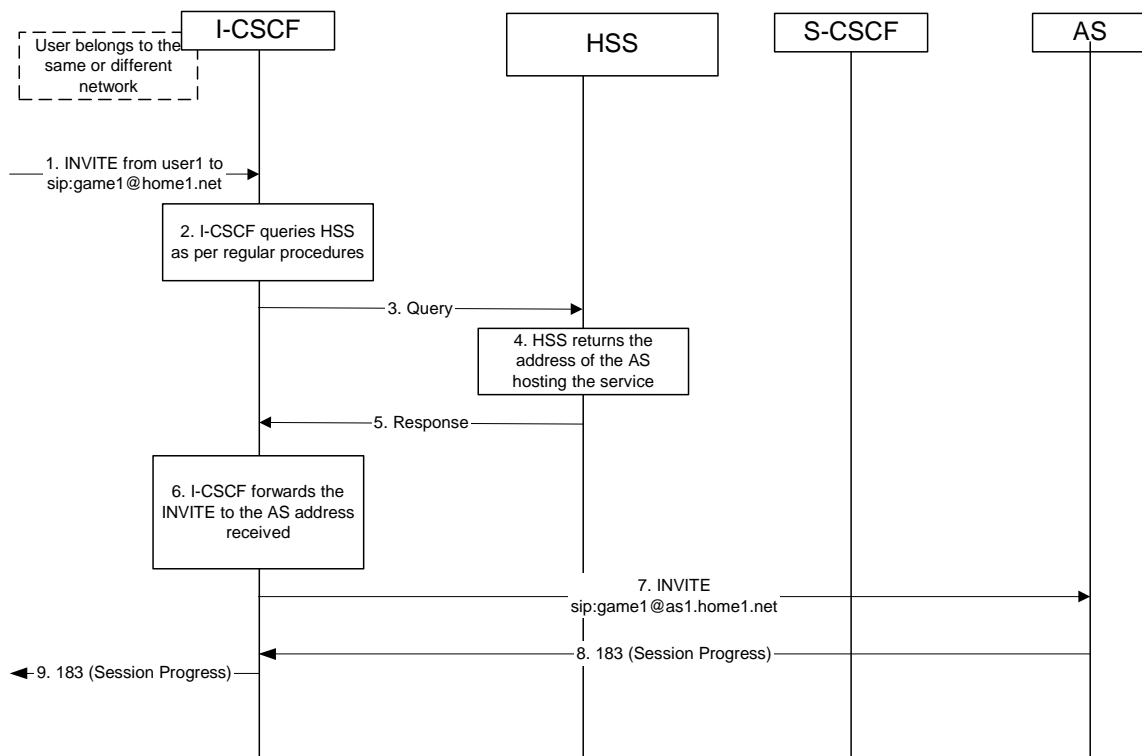 I-CSCF
HSS
S-CSCF
AS
User belongs to the
same or different
network
1. INVITE from user1 to
sip:game1@home1.net
2. I-CSCF queries HSS
as per regular procedures
3. Query
4. HSS returns the
address of the AS
hosting the service
5. Response
6. I-CSCF forwards the
INVITE to the AS address
received
7. INVITE
sip:game1@as1.home1.net
8. 183 (Session Progress)
9. 183 (Session Progress)